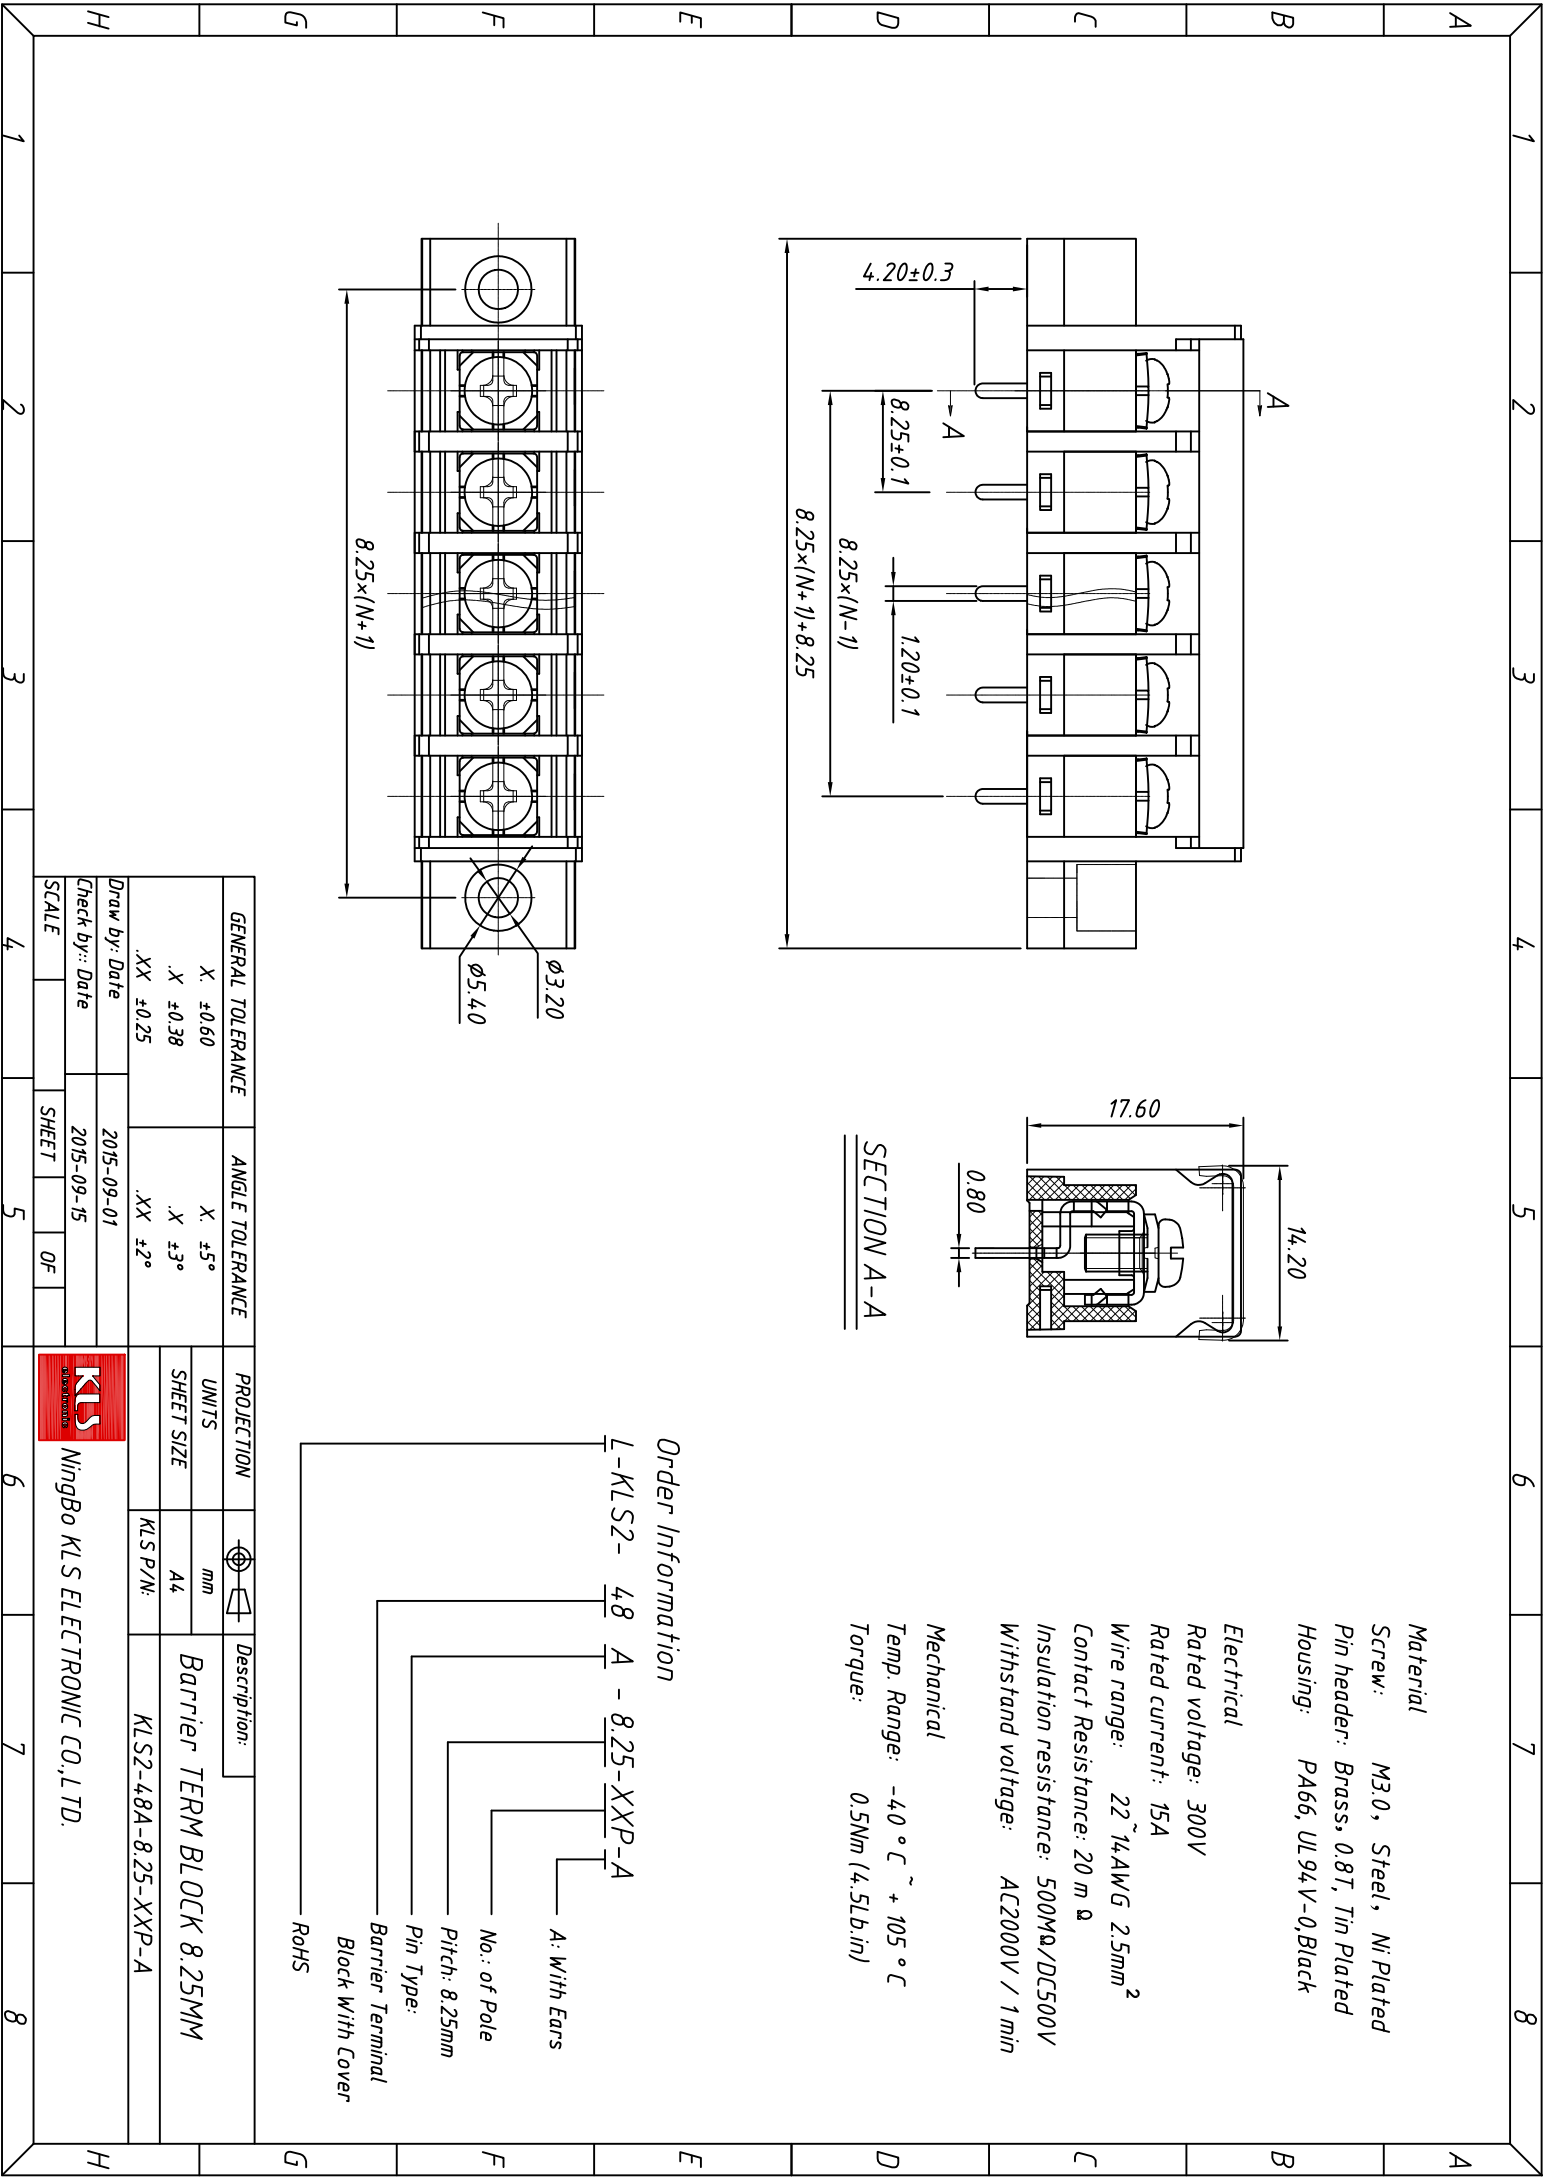 1
2
3
4
5
6
7
8
A
B
C
D
E
F
G
H
A
A
4.20±0.3
8.25±0.1
1.20±0.1
8.25×(N-1)
8.25×(N+1)+8.25
14.20
17.60
0.80
SECTION A-A
Material
Screw: M3.0, Steel, Ni Plated
Pin header: Brass, 0.8T, Tin Plated
Housing: PA66, UL94V-0,Black
Electrical
Rated voltage: 300V
Rated current: 15A
Wire range: 22~14AWG 2.5mm²
Contact Resistance: 20 m Ω
Insulation resistance: 500MΩ/DC500V
Withstand voltage: AC2000V / 1 min
Mechanical
Temp. Range: -40 °C ~ + 105 °C
Torque: 0.5Nm (4.5Lb.in)
8.25×(N+1)
Ø3.20
Ø5.40
Order Information
L-KLS2- 48 A - 8.25-XXP-A
A: With Ears
No.: of Pole
Pitch: 8.25mm
Pin Type:
Barrier Terminal
Block With Cover
RoHS
GENERAL TOLERANCE
X. ±0.60
.X ±0.38
.XX ±0.25
ANGLE TOLERANCE
X. ±5°
.X ±3°
.XX ±2°
Draw by: Date 2015-09-01
Check by:: Date 2015-09-15
SCALE SHEET OF
PROJECTION
UNITS mm
SHEET SIZE A4
Description:
Barrier TERM BLOCK 8.25MM
KLS P/N: KLS2-48A-8.25-XXP-A
KLS
electronic
NingBo KLS ELECTRONIC CO.,LTD.
1
2
3
4
5
6
7
8
A
B
C
D
E
F
G
H